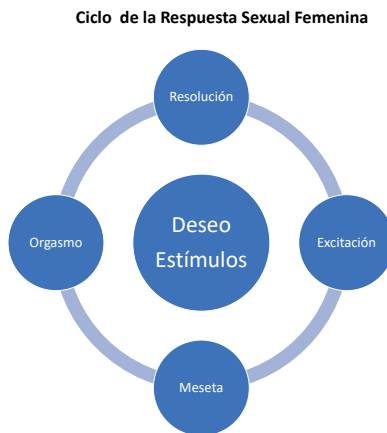 Ciclo de la Respuesta Sexual Femenina
Resolución
Deseo
Estímulos
Orgasmo
Excitación
Meseta